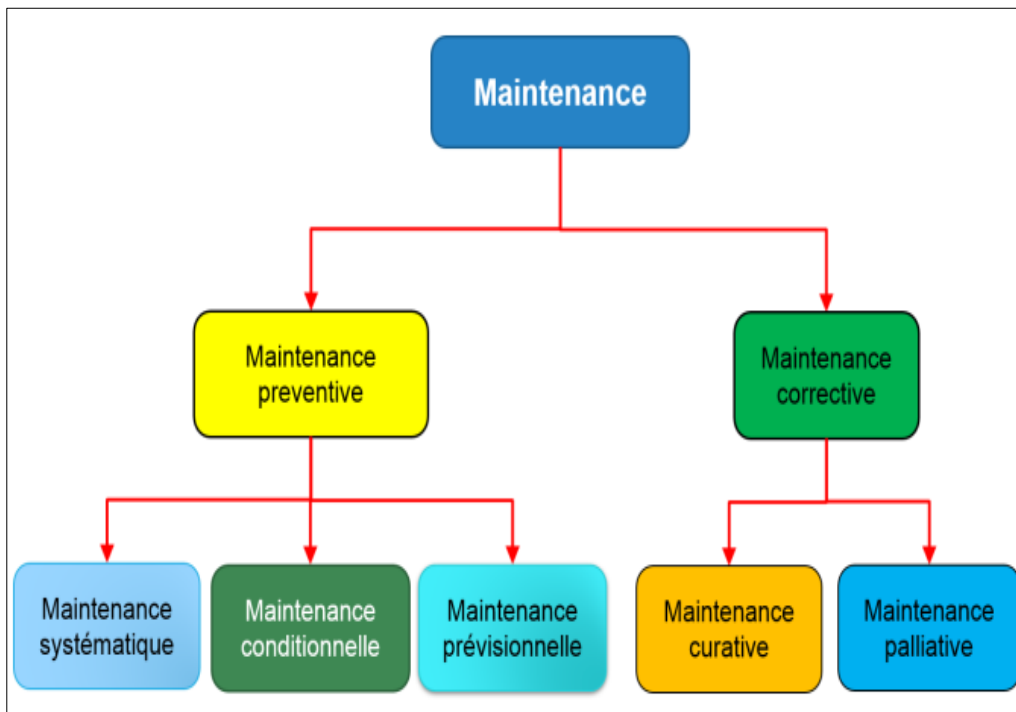 Maintenance
Maintenance
preventive
Maintenance
corrective
Maintenance
systématique
Maintenance
conditionnelle
Maintenance
prévisionnelle
Maintenance
curative
Maintenance
palliative